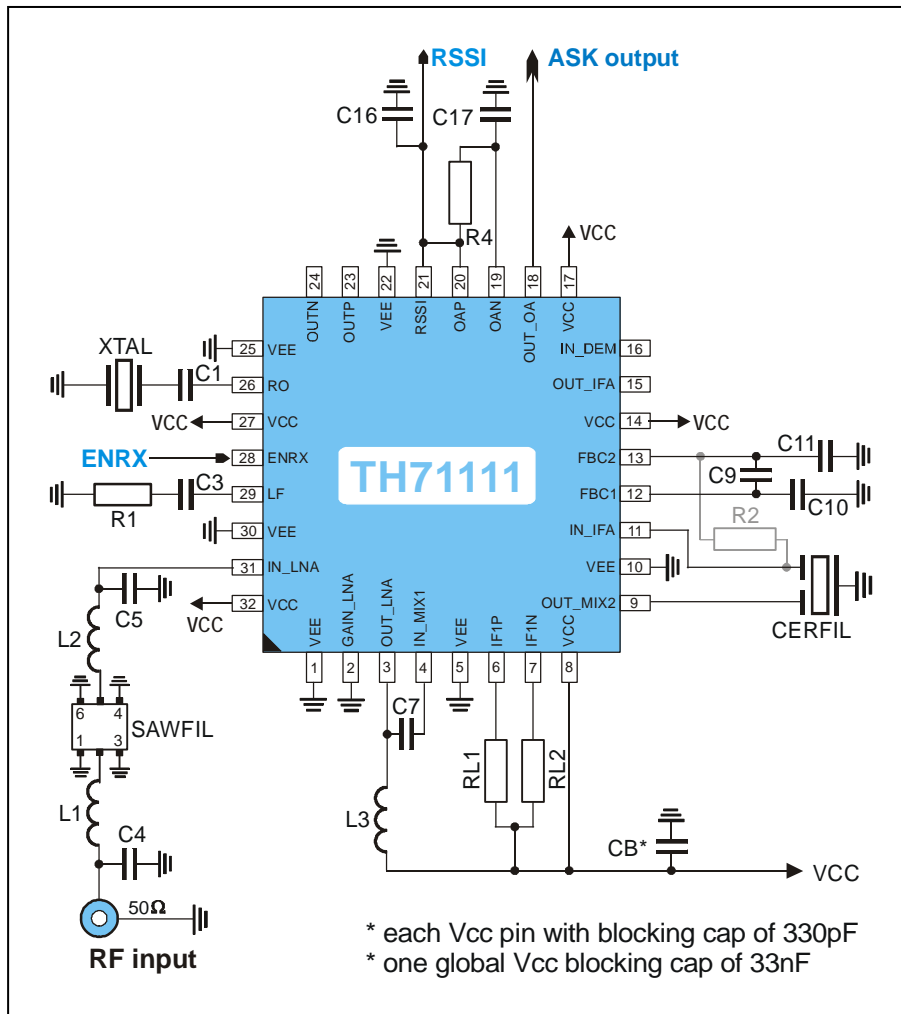 RSSI
ASK output
C16
C17
R4
VCC
24
23
22
21
20
19
18
17
OUTN
OUTP
VEE
RSSI
OAP
OAN
OUT_OA
VCC
XTAL
C1
25 VEE
26 RO
VCC 27 VCC
ENRX 28 ENRX
C3
29 LF
R1
30 VEE
31 IN_LNA
C5
VCC 32 VCC
L2
TH71111
IN_DEM 16
OUT_IFA 15
VCC 14 VCC
FBC2 13
C11
C9
FBC1 12
C10
IN_IFA 11
R2
VEE 10
OUT_MIX2 9
CERFIL
VEE
GAIN_LNA
OUT_LNA
IN_MIX1
VEE
IF1P
IF1N
VCC
1
2
3
4
5
6
7
8
6 4
SAWFIL
1 3
C7
RL1
RL2
L1
L3
C4
CB*
VCC
50Ω
RF input
* each Vcc pin with blocking cap of 330pF
* one global Vcc blocking cap of 33nF